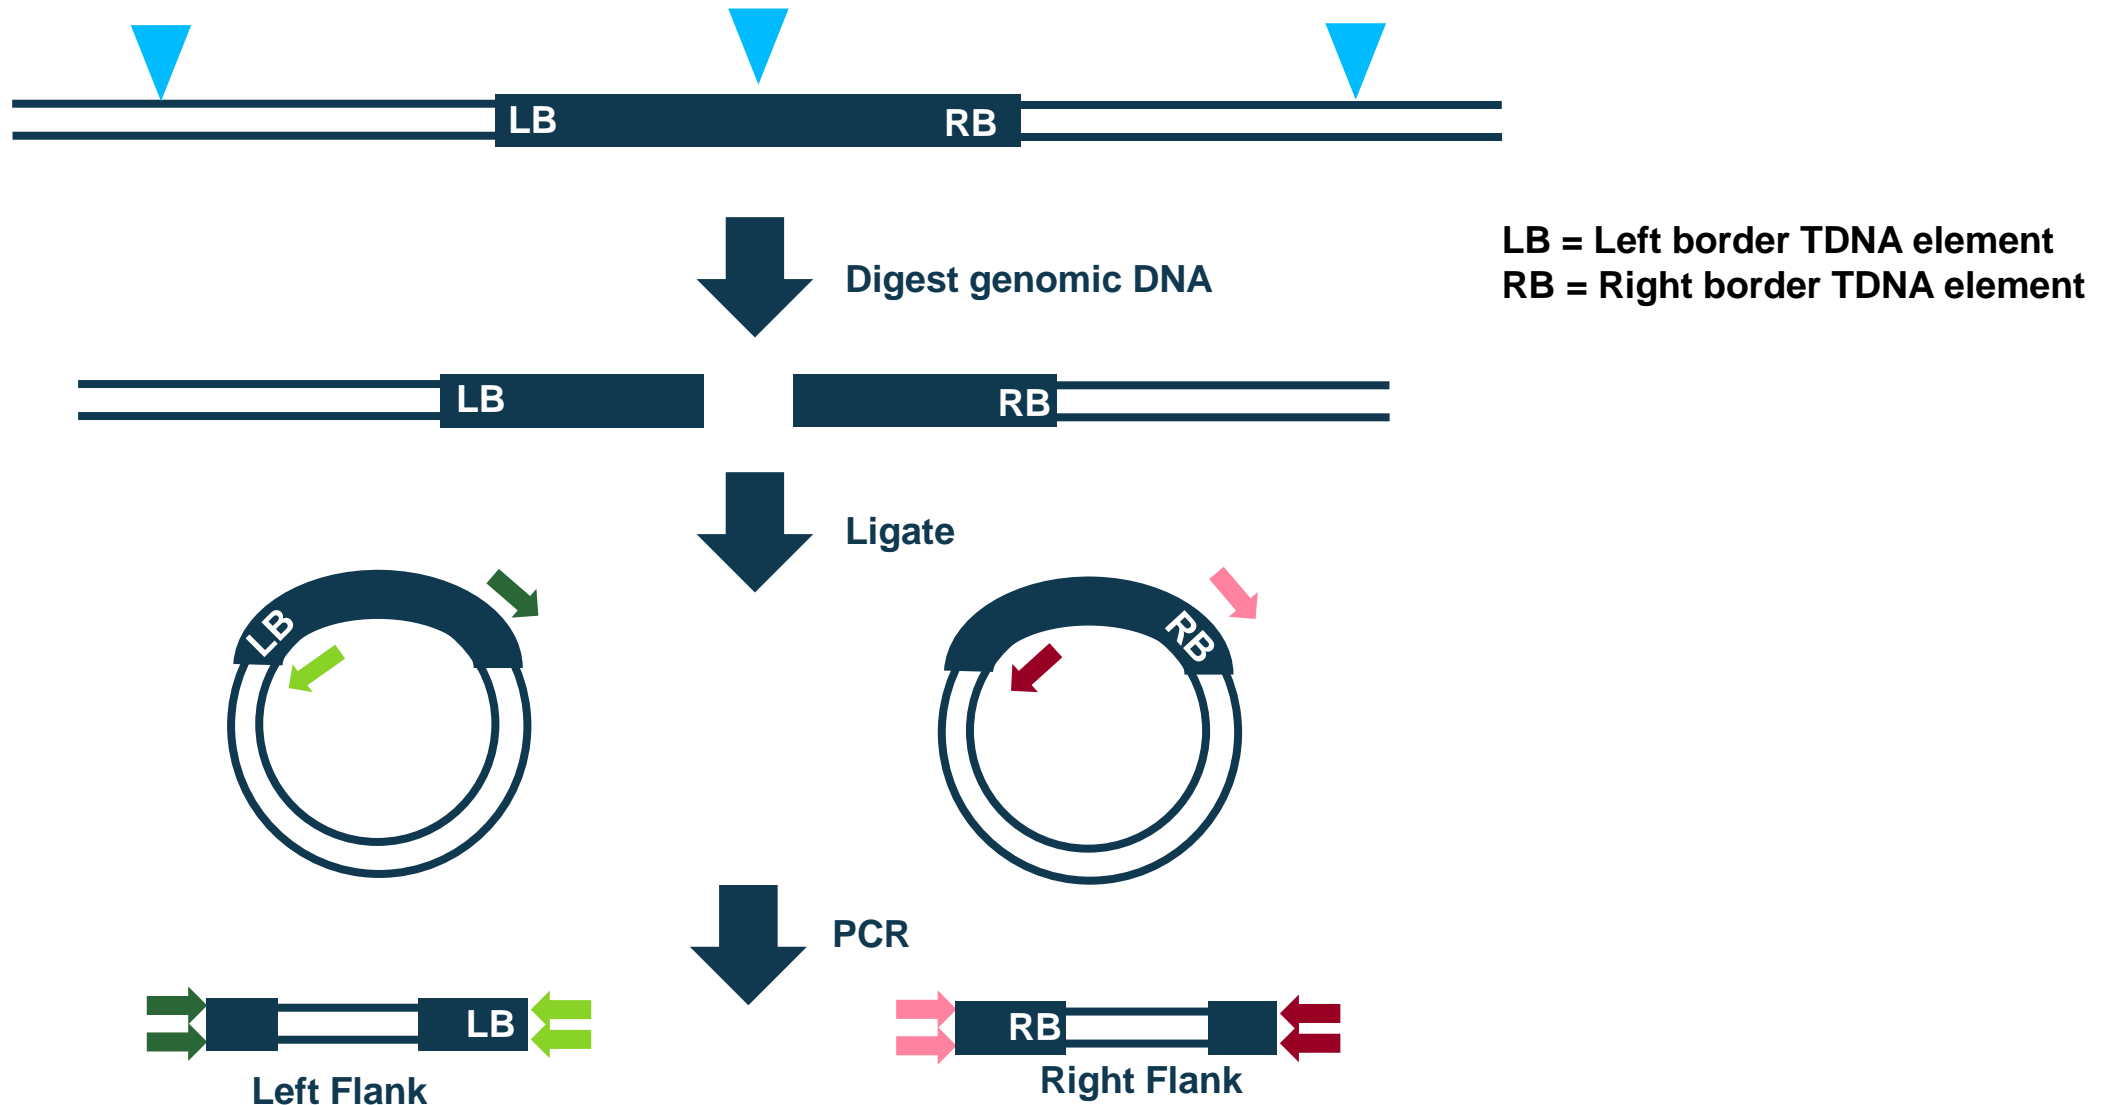 LB
RB
LB = Left border TDNA element
RB = Right border TDNA element
Digest genomic DNA
LB
RB
Ligate
LB
RB
PCR
LB
RB
Left Flank
Right Flank